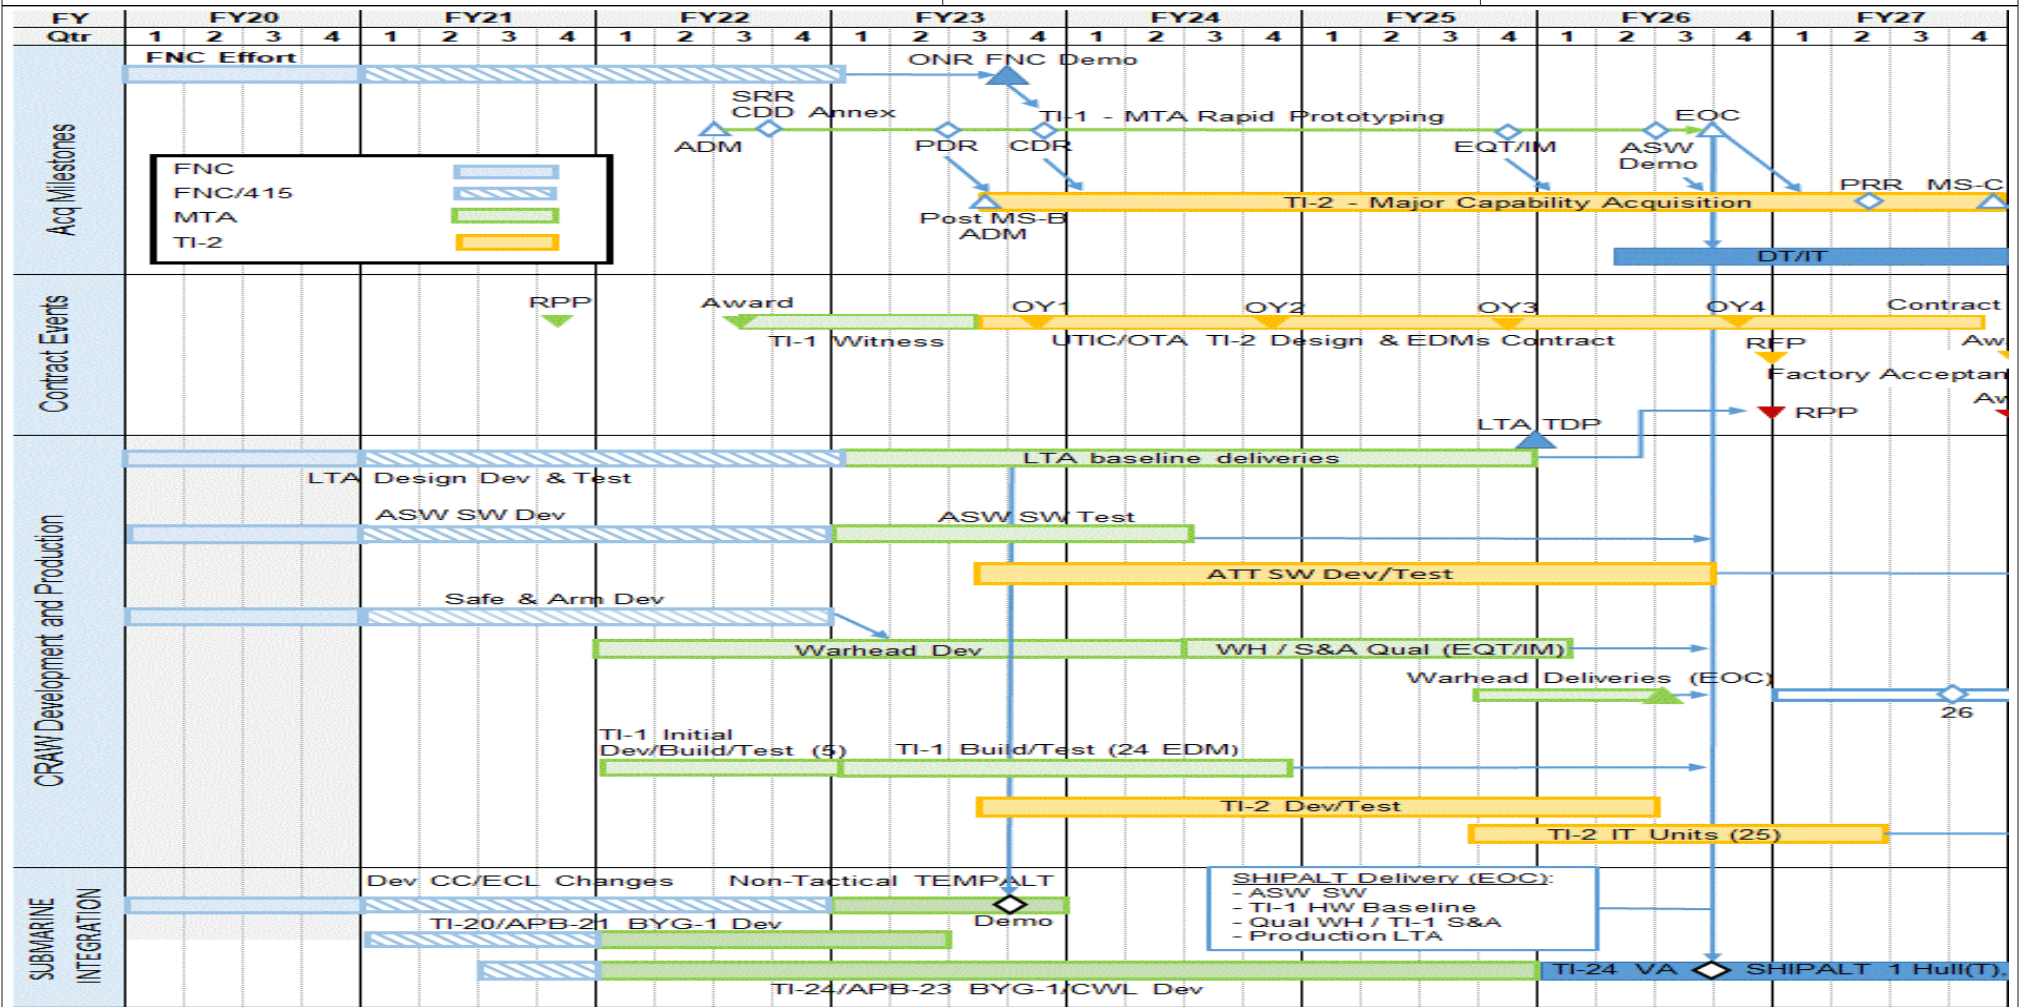 FY FY20 FY21 FY22 FY23 FY24 FY25 FY26 FY27
Qtr 1 2 3 4 1 2 3 4 1 2 3 4 1 2 3 4 1 2 3 4 1 2 3 4 1 2 3 4 1 2 3 4
Acq Milestones
FNC Effort
ONR FNC Demo
SRR
CDD Annex
TI-1 - MTA Rapid Prototyping
EOC
ADM
PDR
CDR
EQT/IM
ASW
Demo
FNC
FNC/415
MTA
TI-2
PRR
MS-C
TI-2 - Major Capability Acquisition
Post MS-B
ADM
DT/IT
Contract Events
RPP
Award
OY1
OY2
OY3
OY4
Contract
TI-1 Witness
UTIC/OTA TI-2 Design & EDMs Contract
RFP
Aw
Factory Acceptan
RPP
Aw
LTA TDP
CRAW Development and Production
LTA baseline deliveries
LTA Design Dev & Test
ASW SW Dev
ASW SW Test
ATT SW Dev/Test
Safe & Arm Dev
Warhead Dev
WH / S&A Qual (EQT/IM)
Warhead Deliveries (EOC)
26
TI-1 Initial
Dev/Build/Test (5)
TI-1 Build/Test (24 EDM)
TI-2 Dev/Test
TI-2 IT Units (25)
SUBMARINE
INTEGRATION
Dev CC/ECL Changes
Non-Tactical TEMPALT
Demo
TI-20/APB-21 BYG-1 Dev
SHIPALT Delivery (EOC):
- ASW SW
- TI-1 HW Baseline
- Qual WH / TI-1 S&A
- Production LTA
TI-24 VA
SHIPALT 1 Hull(T),
TI-24/APB-23 BYG-1/CWL Dev